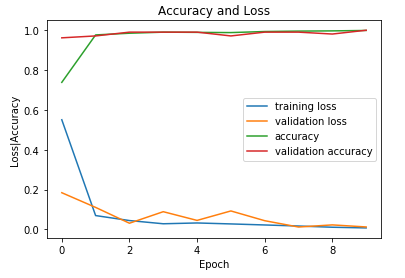 Accuracy and Loss
1.0
0.8
0.6
0.4
0.2
0.0
Loss|Accuracy
training loss
validation loss
accuracy
validation accuracy
0 2 4 6 8
Epoch